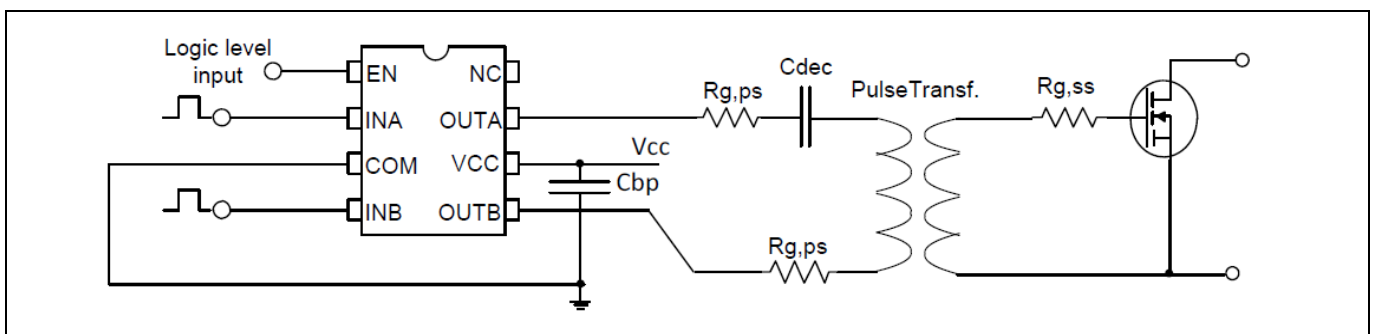 Logic level
input
EN
NC
INA
OUTA
COM
VCC
INB
OUTB
Vcc
Cbp
Rg,ps
Cdec
PulseTransf.
Rg,ss
Rg,ps